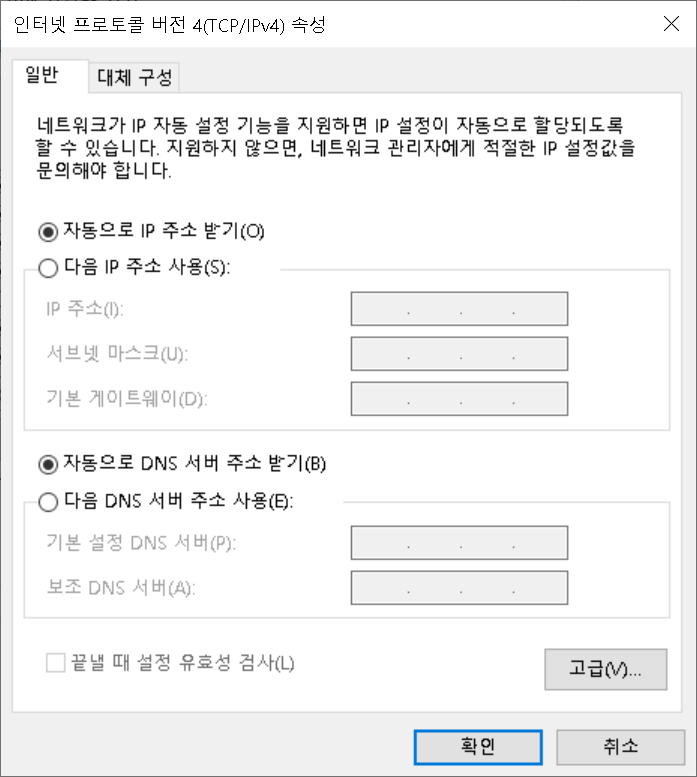 인터넷 프로토콜 버전 4(TCP/IPv4) 속성
일반
대체 구성
네트워크가 IP 자동 설정 기능을 지원하면 IP 설정이 자동으로 할당되도록
할 수 있습니다. 지원하지 않으면, 네트워크 관리자에게 적절한 IP 설정값을
문의해야 합니다.
자동으로 IP 주소 받기(O)
다음 IP 주소 사용(S):
IP 주소(I):
서브넷 마스크(U):
기본 게이트웨이(D):
자동으로 DNS 서버 주소 받기(B)
다음 DNS 서버 주소 사용(E):
기본 설정 DNS 서버(P):
보조 DNS 서버(A):
끝낼 때 설정 유효성 검사(L)
고급(V)...
확인
취소